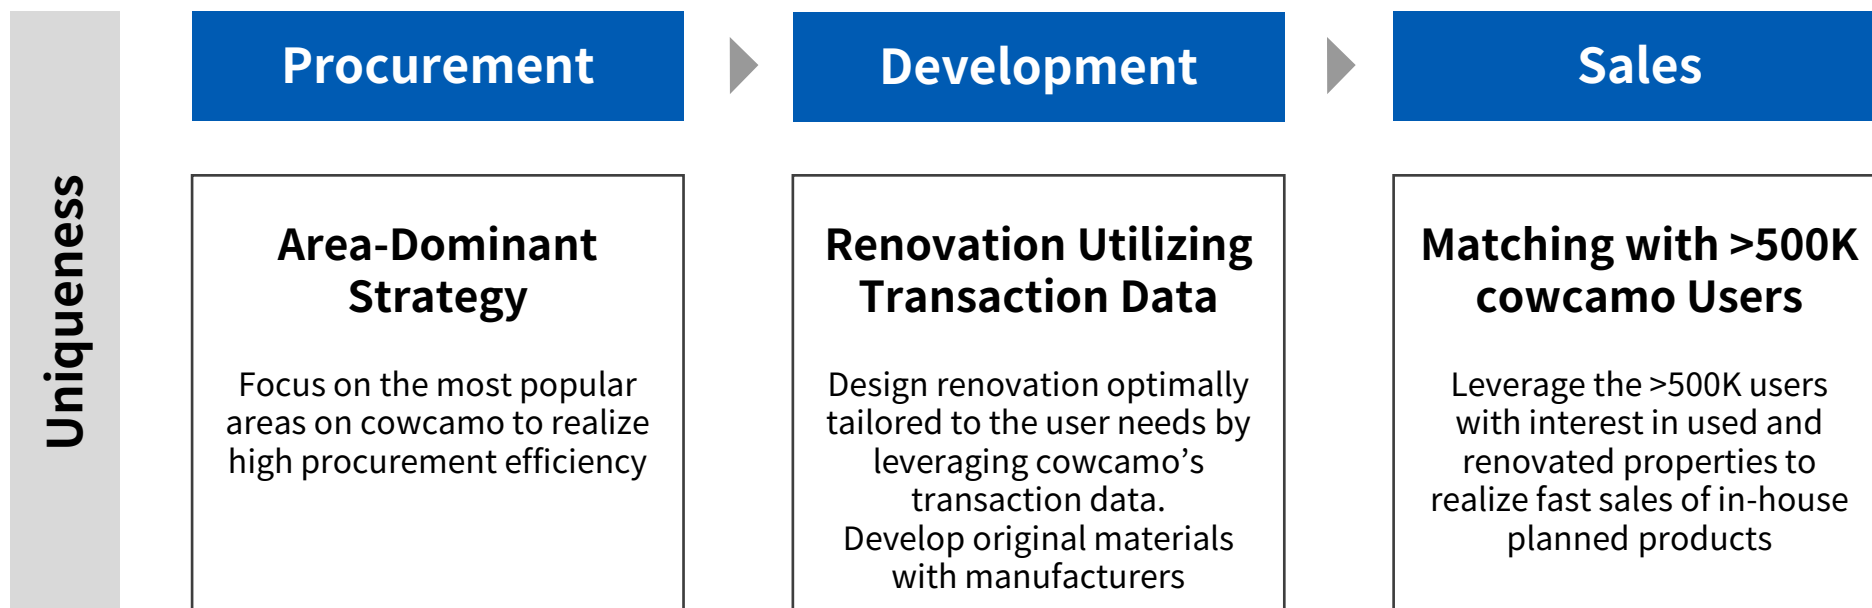 Procurement
Development
Sales
Uniqueness
Area-Dominant
Strategy
Focus on the most popular
areas on cowcamo to realize
high procurement efficiency
Renovation Utilizing
Transaction Data
Design renovation optimally
tailored to the user needs by
leveraging cowcamo’s
transaction data.
Develop original materials
with manufacturers
Matching with >500K
cowcamo Users
Leverage the >500K users
with interest in used and
renovated properties to
realize fast sales of in-house
planned products